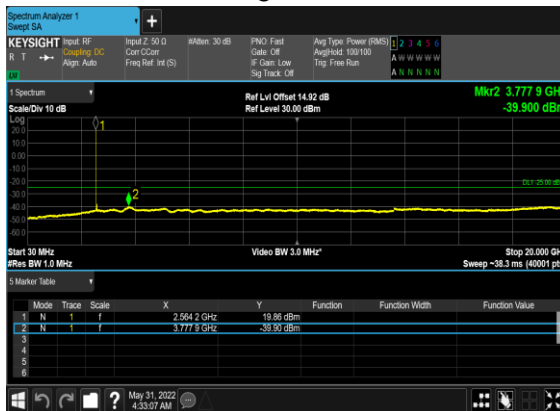 Spectrum Analyzer 1
Swept SA
KEYSIGHT Input: RF Input Z: 50 Ω #Atten: 30 dB PNO: Fast Avg Type: Power (RMS) 1 2 3 4 5 6
R T Coupling: DC Corr CCorr Gate: Off Avg|Hold: 100/100 A W W W W W
Align: Auto Freq Ref: Int (S) IF Gain: Low Trig: Free Run
Sig Track: Off A N N N N N
1 Spectrum Ref Lvl Offset 14.92 dB Mkr2 3.777 9 GH
Scale/Div 10 dB Ref Level 30.00 dBm -39.900 dBr
Log
20.0
10.0
0.00
-10.0
-20.0
-30.0
-40.0
-50.0
-60.0
1
2
Start 30 MHz Video BW 3.0 MHz* Stop 20.000 G
#Res BW 1.0 MHz Sweep ~38.3 ms (40001 pt
5 Marker Table
Mode Trace Scale X Y Function Function Width Function Value
1 N 1 f 2.564 2 GHz 19.86 dBm
2 N 1 f 3.777 9 GHz -39.90 dBm
3
4
5
6
May 31, 2022
4:33:07 AM